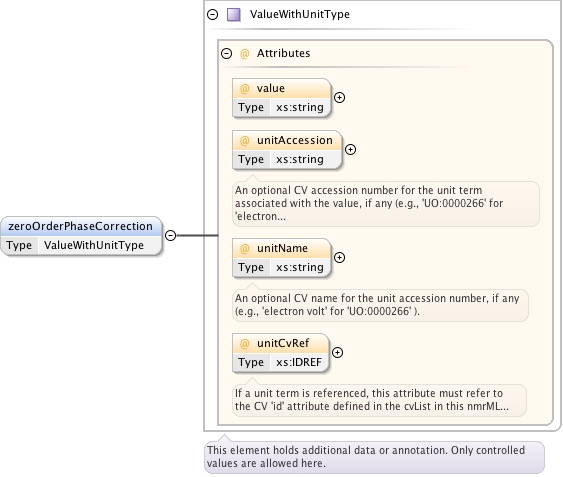 ValueWithUnitType
@ Attributes
@ value
Type xs:string
@ unitAccession
Type xs:string
An optional CV accession number for the unit term
associated with the value, if any (e.g., 'UO:0000266' for
'electron...
zeroOrderPhaseCorrection
Type ValueWithUnitType
@ unitName
Type xs:string
An optional CV name for the unit accession number, if any
(e.g., 'electron volt' for 'UO:0000266' ).
@ unitCvRef
Type xs:IDREF
If a unit term is referenced, this attribute must refer to
the CV 'id' attribute defined in the cvList in this nmrML...
This element holds additional data or annotation. Only controlled
values are allowed here.